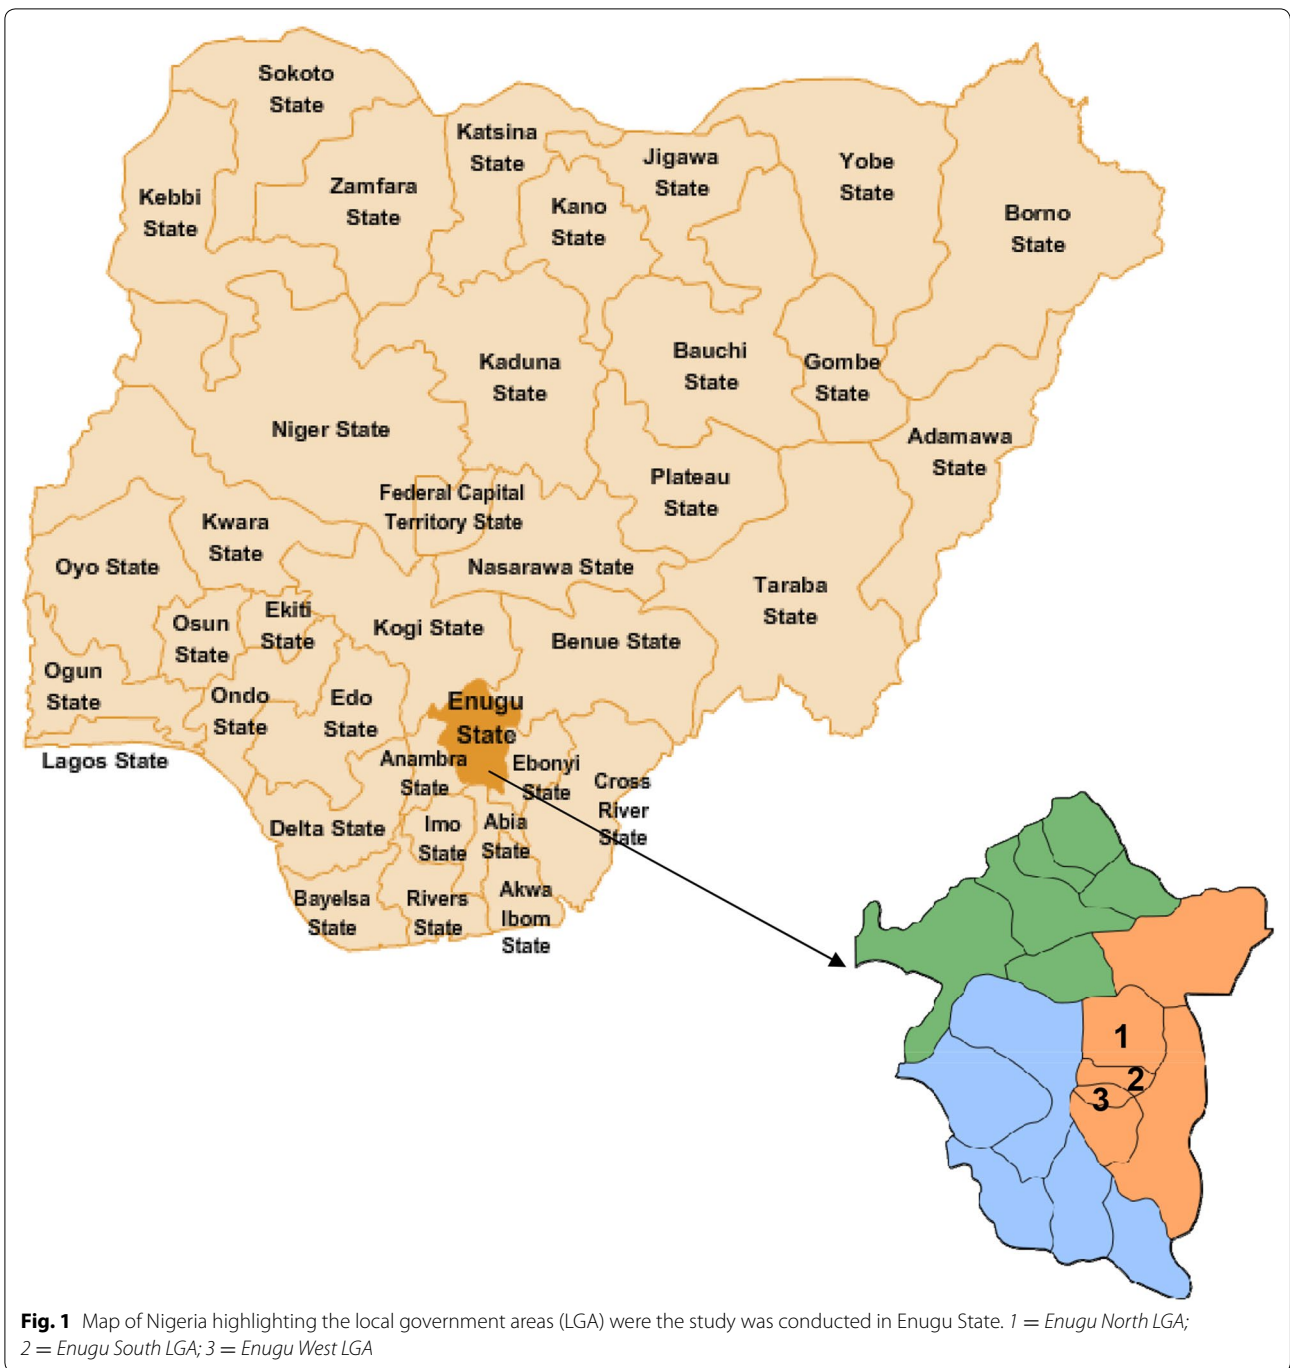 Sokoto
State
Katsina
State
Jigawa
State
Yobe
State
Zamfara
State
Kebbi
State
Kano
State
Borno
State
Kaduna
State
Bauchi
State
Gombe
State
Niger State
Adamawa
State
Plateau
State
Federal Capital
Territory State
Kwara
State
Oyo State
Nasarawa State
Taraba
State
Osun
State
Ekiti
State
Kogi State
Benue State
Ogun
State
Ondo
State
Edo
State
Enugu
State
Lagos State
Anambra
State
Ebonyi
State
Cross
River
State
Delta State
Imo
State
Abia
State
Bayelsa
State
Rivers
State
Akwa
Ibom
State
1
2
3
Fig. 1 Map of Nigeria highlighting the local government areas (LGA) were the study was conducted in Enugu State. 1 = Enugu North LGA;
2 = Enugu South LGA; 3 = Enugu West LGA